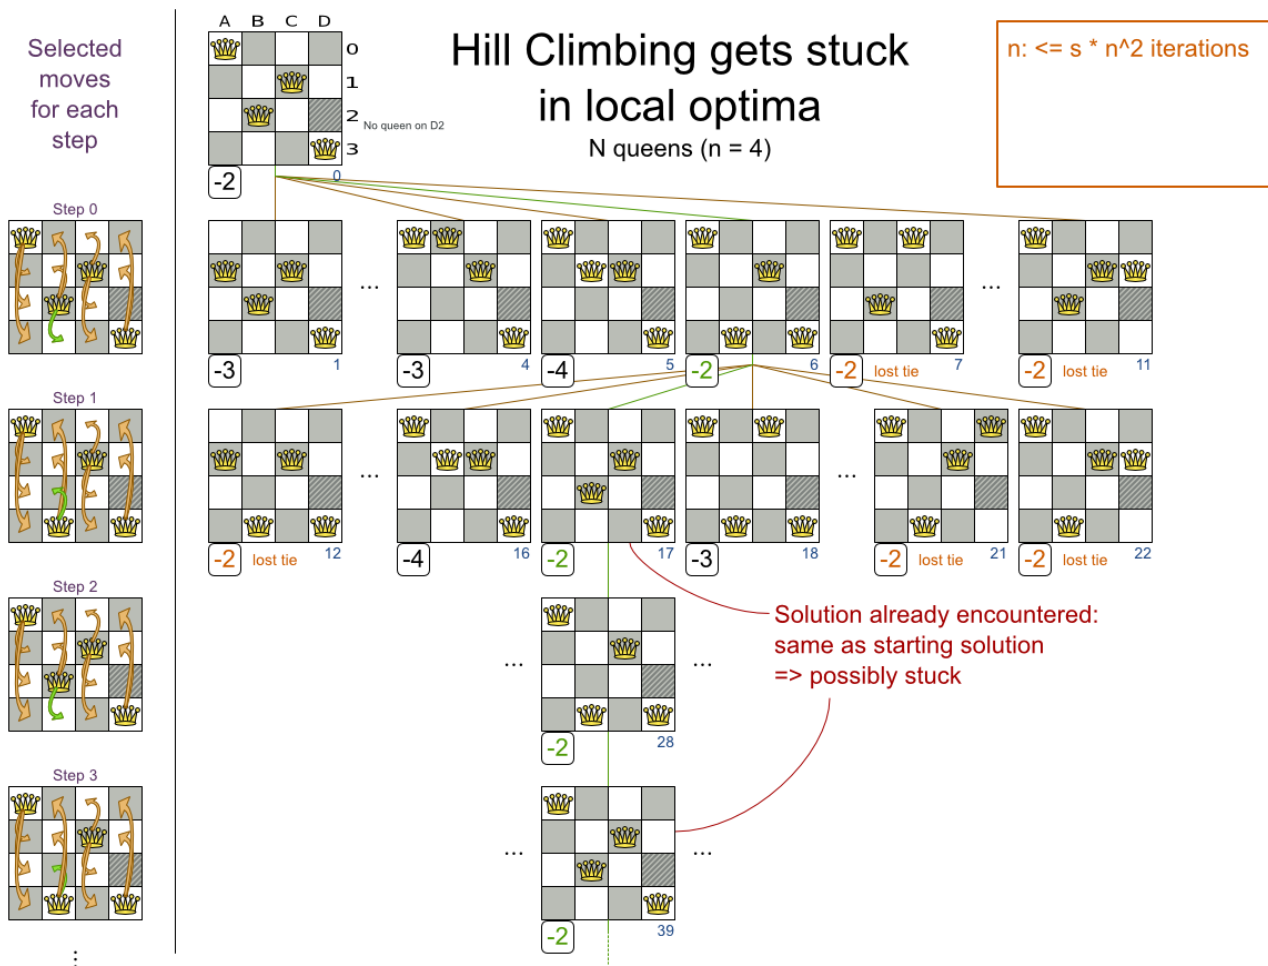 Selected
moves
for each
step
A B C D
0
1
2
3
No queen on D2
-2
0
Hill Climbing gets stuck
in local optima
N queens (n = 4)
n: <= s * n^2 iterations
Step 0
...
...
-3
1
-3
4
-4
5
-2
6
-2
lost tie
7
-2
lost tie
11
Step 1
...
...
-2
lost tie
12
-4
16
-2
17
-3
18
-2
lost tie
21
-2
lost tie
22
Step 2
...
...
-2
28
Solution already encountered:
same as starting solution
=> possibly stuck
Step 3
...
...
-2
39
...